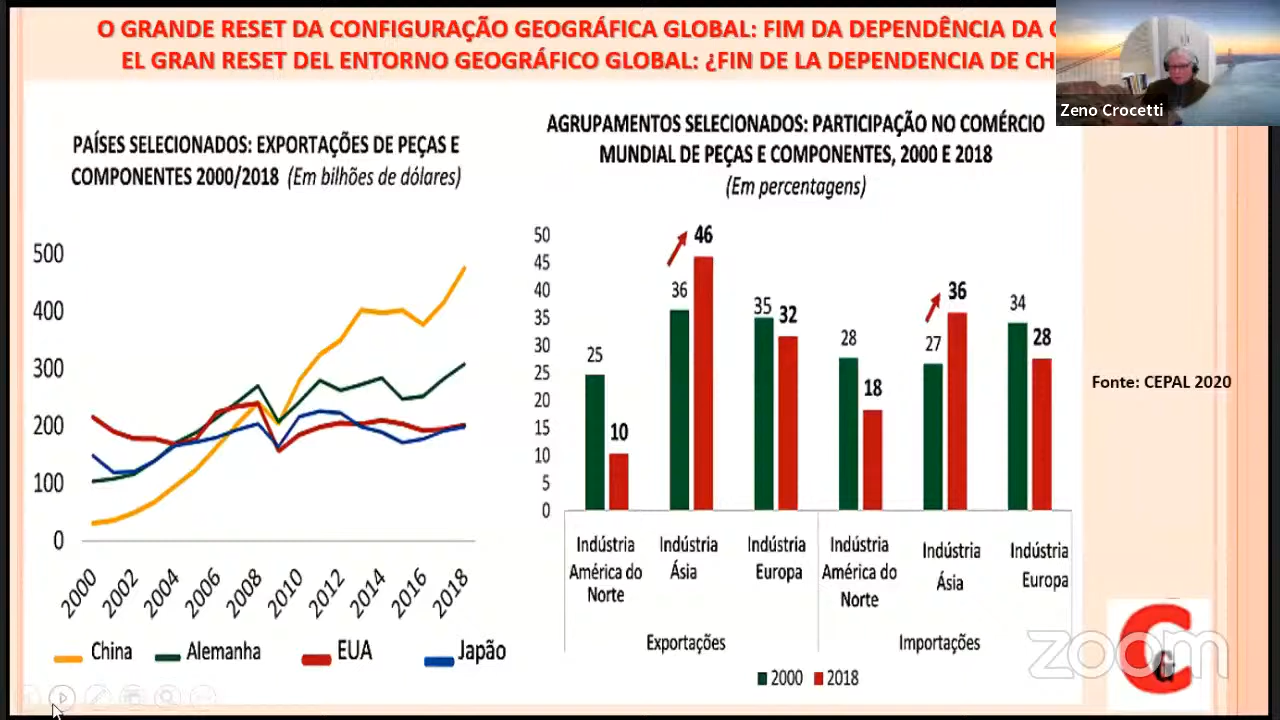 O GRANDE RESET DA CONFIGURAÇÃO GEOGRÁFICA GLOBAL: FIM DA DEPENDÊNCIA DA
EL GRAN RESET DEL ENTORNO GEOGRÁFICO GLOBAL: ¿FIN DE LA DEPENDENCIA DE CH
Zeno Crocetti
PAÍSES SELECIONADOS: EXPORTAÇÕES DE PEÇAS E
COMPONENTES 2000/2018 (Em bilhões de dólares)
500
400
300
200
100
0
2000 2002 2004 2006 2008 2010 2012 2014 2016 2018
China Alemanha EUA Japão
AGRUPAMENTOS SELECIONADOS: PARTICIPAÇÃO NO COMÉRCIO
MUNDIAL DE PEÇAS E COMPONENTES, 2000 E 2018
(Em percentagens)
50
45
40
35
30
25
20
15
10
5
0
25 10 36 46 35 32 28 18 27 36 34 28
Indústria América do Norte
Indústria Ásia
Indústria Europa
Indústria América do Norte
Indústria Ásia
Indústria Europa
Exportações Importações
2000 2018
Fonte: CEPAL 2020
zoom
C
G